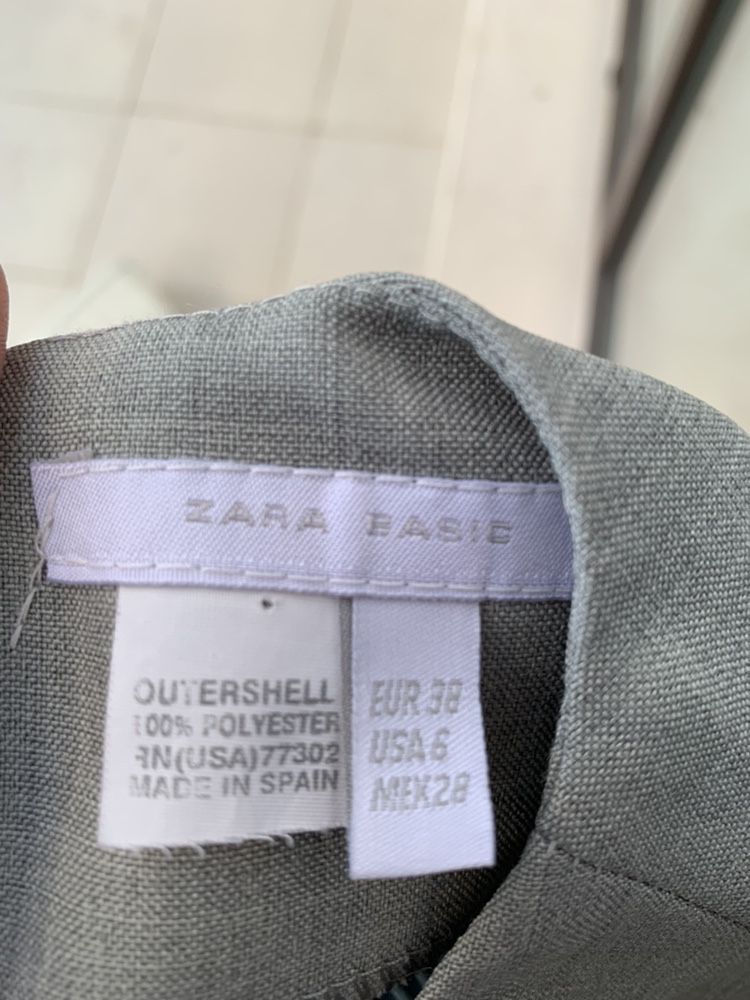 ZARA BASIC
OUTERSHELL
100% POLYESTER
RN(USA)77302
MADE IN SPAIN
EUR 38
USA 6
MEX 28